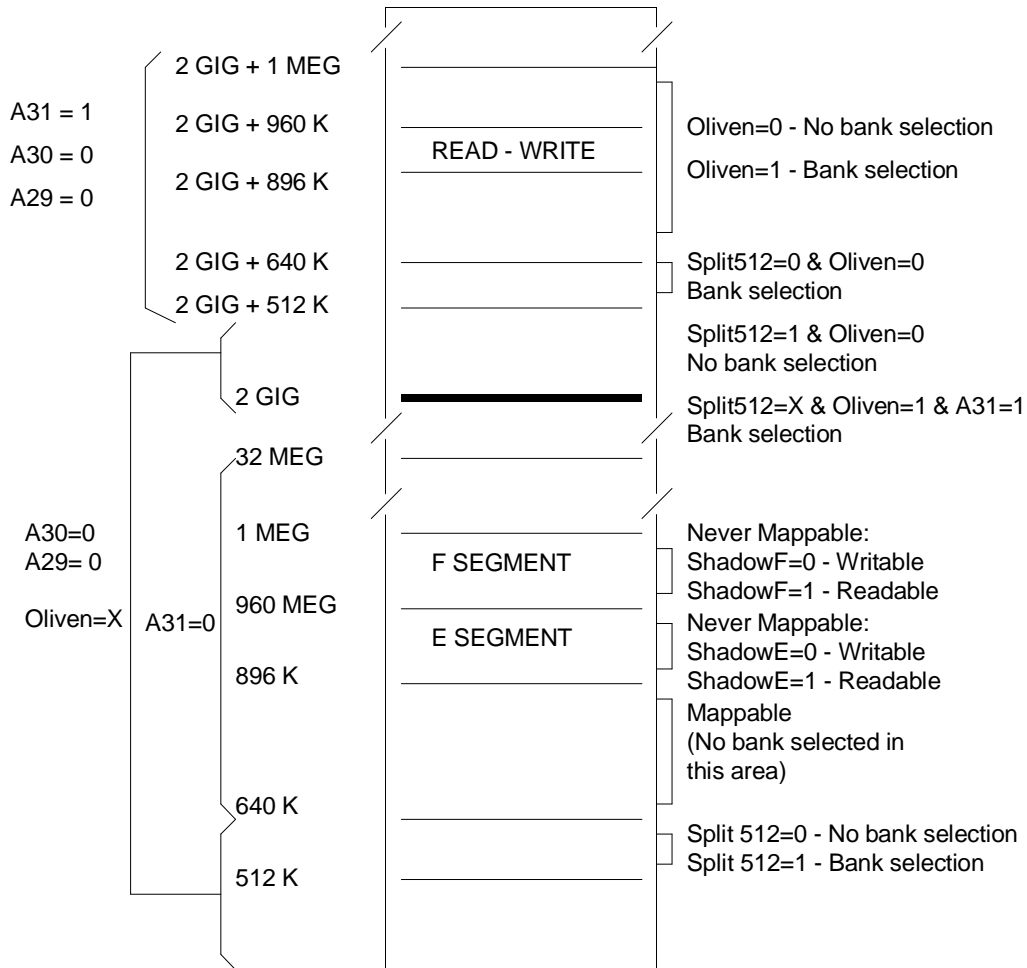 2 GIG + 1 MEG
A31 = 1
A30 = 0
A29 = 0
2 GIG + 960 K
2 GIG + 896 K
2 GIG + 640 K
2 GIG + 512 K
2 GIG
READ - WRITE
Oliven=0 - No bank selection
Oliven=1 - Bank selection
Split512=0 & Oliven=0
Bank selection
Split512=1 & Oliven=0
No bank selection
Split512=X & Oliven=1 & A31=1
Bank selection
32 MEG
1 MEG
960 MEG
896 K
640 K
512 K
A30=0
A29= 0
Oliven=X
A31=0
F SEGMENT
E SEGMENT
Never Mappable:
ShadowF=0 - Writable
ShadowF=1 - Readable
Never Mappable:
ShadowE=0 - Writable
ShadowE=1 - Readable
Mappable
(No bank selected in
this area)
Split 512=0 - No bank selection
Split 512=1 - Bank selection